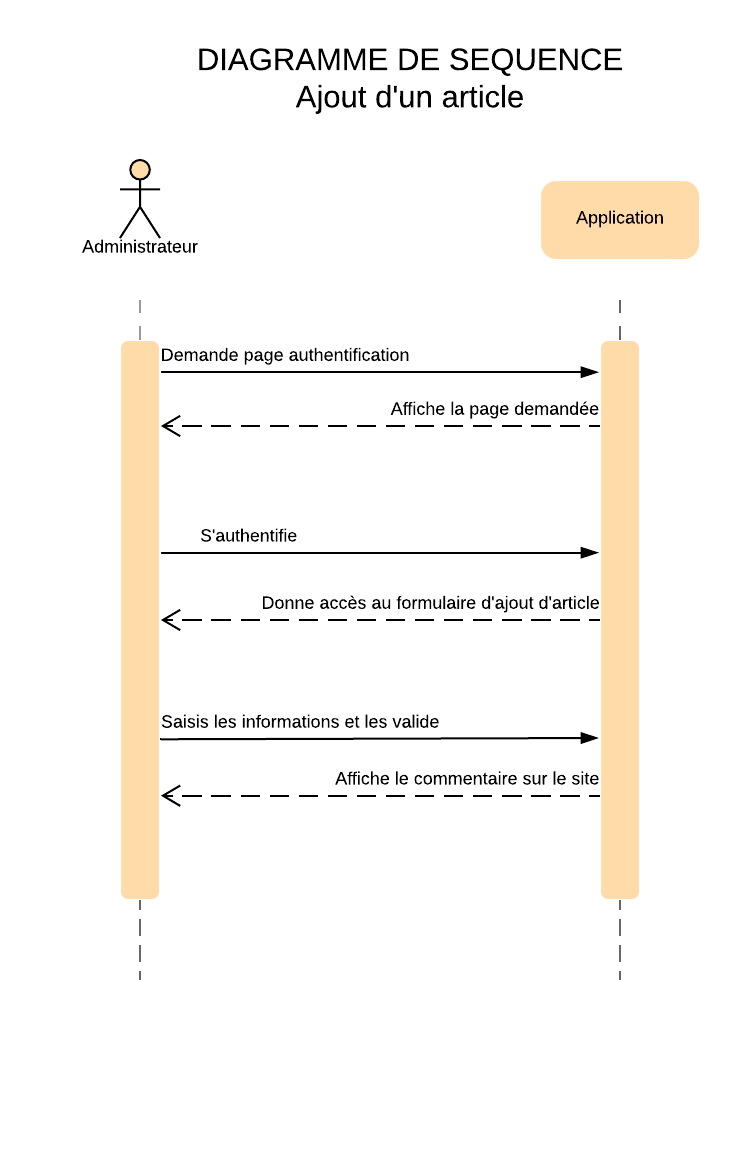 DIAGRAMME DE SEQUENCE
Ajout d'un article
Administrateur
Application
Demande page authentification
Affiche la page demandée
S'authentifie
Donne accès au formulaire d'ajout d'article
Saisis les informations et les valide
Affiche le commentaire sur le site